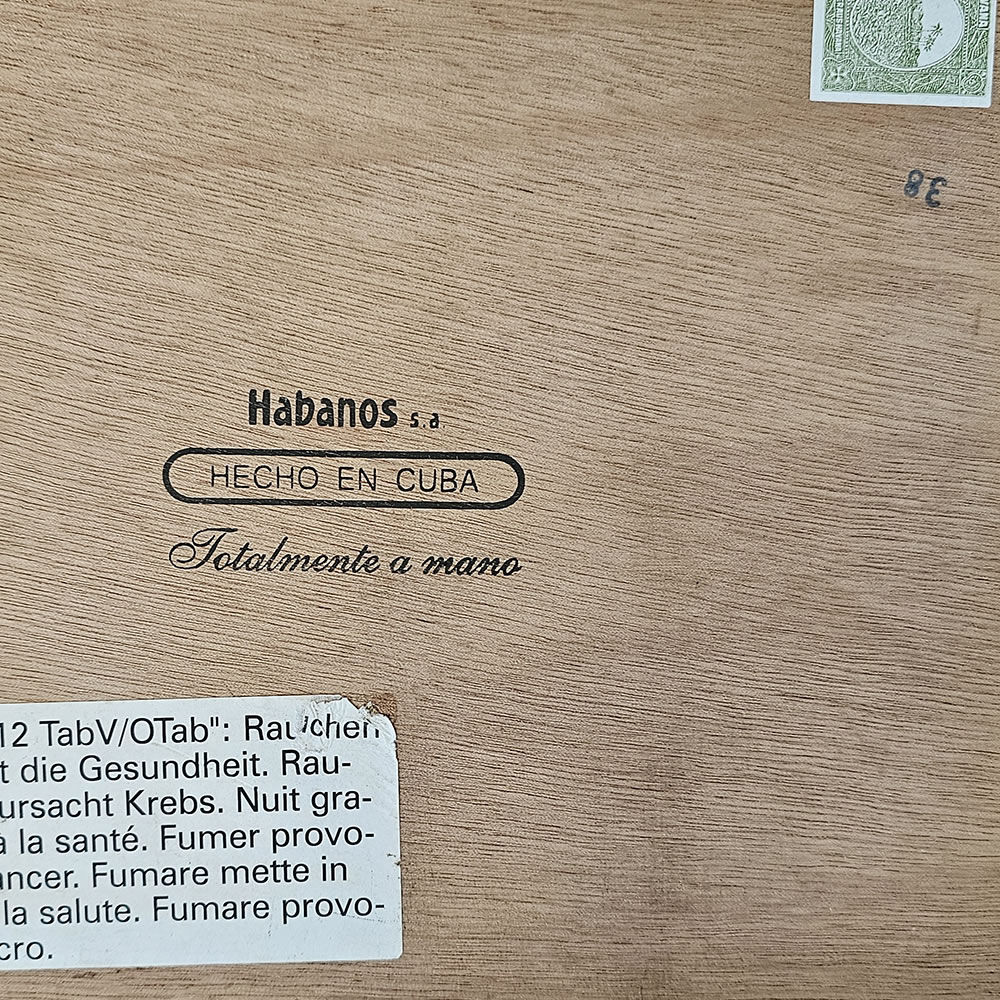 38
Habanos s.a
HECHO EN CUBA
Totalmente a mano
12 TabV/OTab": Rauchen
t die Gesundheit. Rau-
ursacht Krebs. Nuit gra-
à la santé. Fumer provo-
ancer. Fumare mette in
la salute. Fumare provo-
cro.